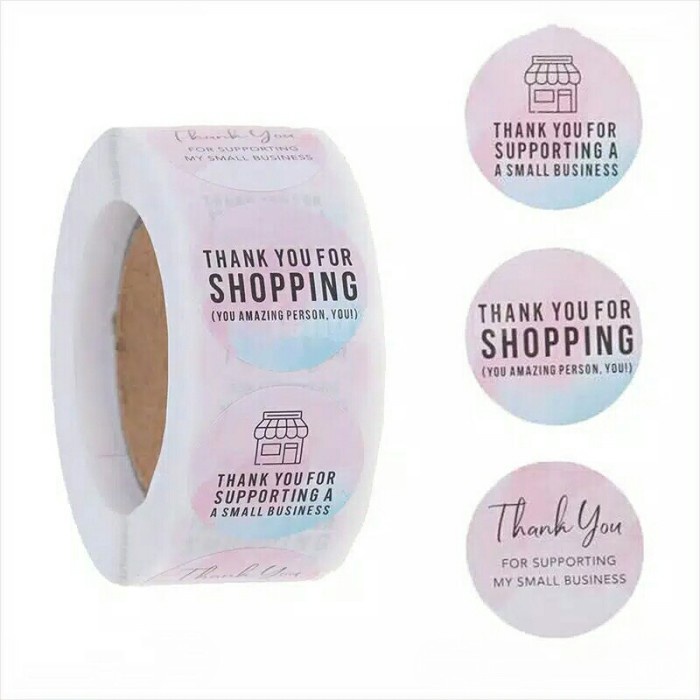 Thank You
FOR SUPPORTING
MY SMALL BUSINESS
THANK YOU FOR
SHOPPING
(YOU AMAZING PERSON, YOU!)
THANK YOU FOR
SUPPORTING A
A SMALL BUSINESS
Thank You
THANK YOU FOR
SUPPORTING A
A SMALL BUSINESS
THANK YOU FOR
SHOPPING
(YOU AMAZING PERSON, YOU!)
Thank You
FOR SUPPORTING
MY SMALL BUSINESS